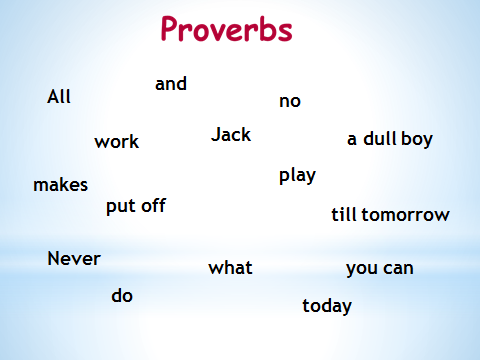 Proverbs
All and no
work Jack a dull boy
makes play
put off till tomorrow
Never what you can
do today